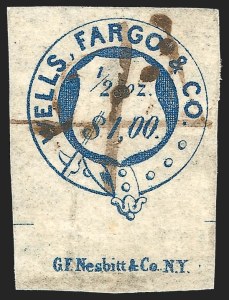 WELLS, FARGO & CO.
1/2 oz.
$1,00.
G.F. Nesbitt & Co. N.Y.